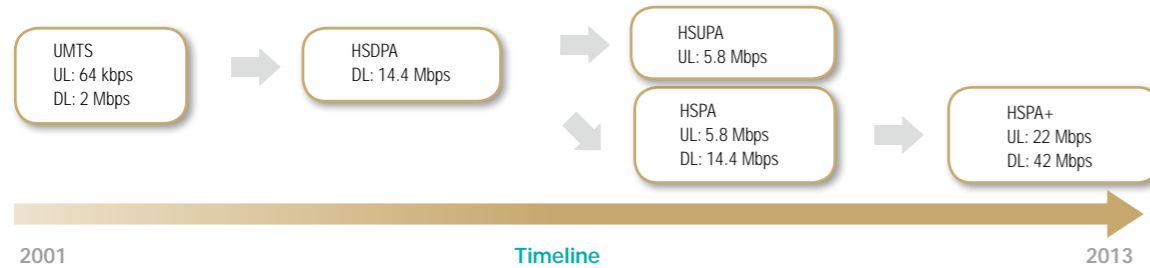 UMTS
UL: 64 kbps
DL: 2 Mbps
HSDPA
DL: 14.4 Mbps
HSUPA
UL: 5.8 Mbps
HSPA
UL: 5.8 Mbps
DL: 14.4 Mbps
HSPA+
UL: 22 Mbps
DL: 42 Mbps
2001
Timeline
2013